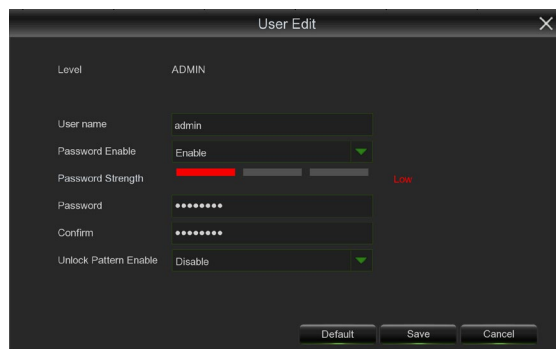 User Edit
Level ADMIN
User name admin
Password Enable Enable
Password Strength Low
Password ••••••••
Confirm ••••••••
Unlock Pattern Enable Disable
Default Save Cancel